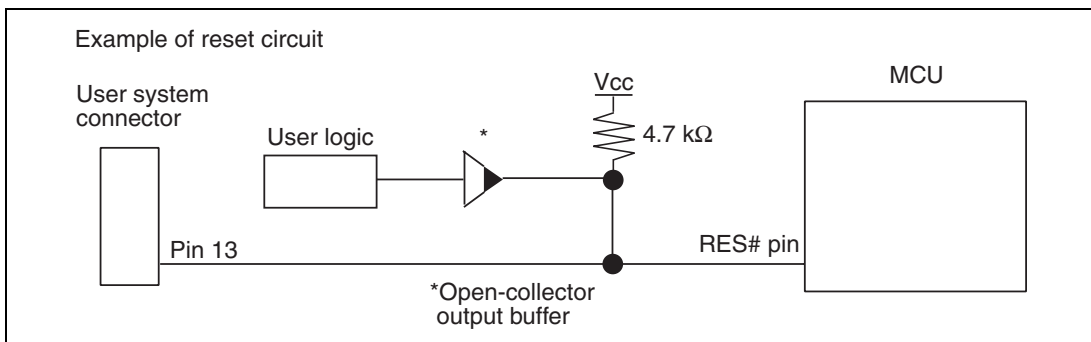 Example of reset circuit
User system
connector
User logic
*
Vcc
4.7 kΩ
MCU
Pin 13
RES# pin
*Open-collector
output buffer